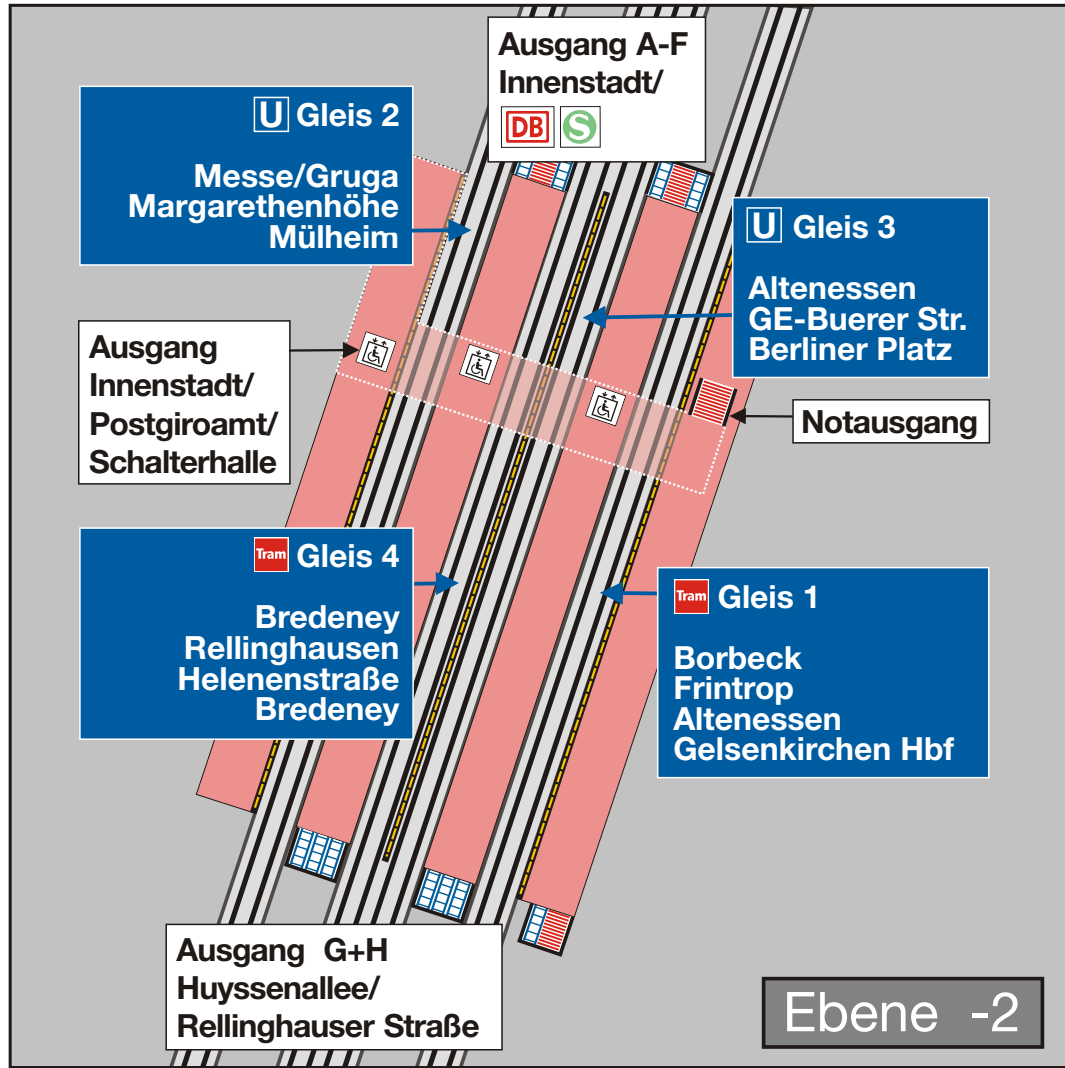 Ausgang A-F
Innenstadt/
DB S
U Gleis 2
Messe/Gruga
Margarethenhöhe
Mülheim
U Gleis 3
Altenessen
GE-Buerer Str.
Berliner Platz
Ausgang
Innenstadt/
Postgiroamt/
Schalterhalle
Notausgang
Tram Gleis 4
Bredeney
Rellinghausen
Helenenstraße
Bredeney
Tram Gleis 1
Borbeck
Frintrop
Altenessen
Gelsenkirchen Hbf
Ausgang G+H
Huyssenallee/
Rellinghauser Straße
Ebene -2